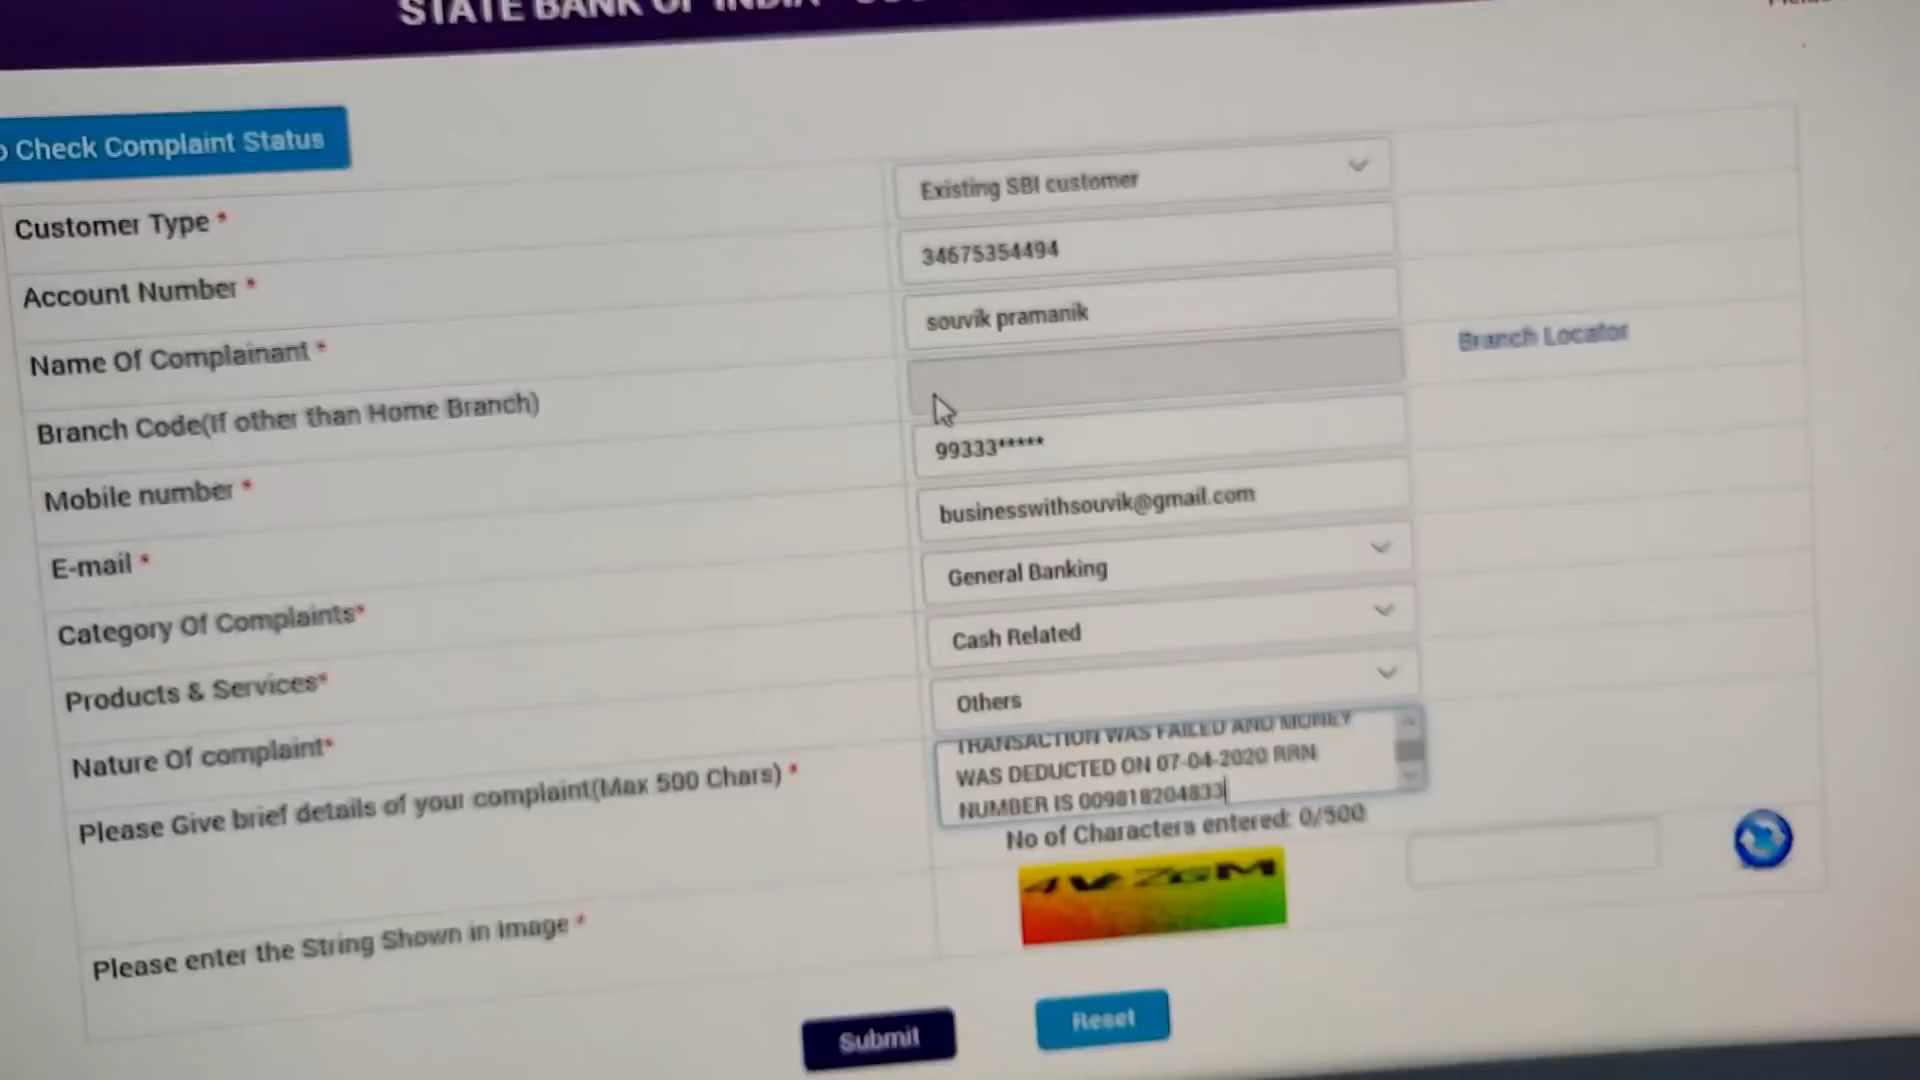 STATE BANK OF INDIA
Check Complaint Status
Customer Type * Existing SBI customer
Account Number * 34675354494
Name Of Complainant * souvik pramanik
Branch Code(If other than Home Branch) Branch Locator
Mobile number * 99333*****
E-mail * businesswithsouvik@gmail.com
Category Of Complaints* General Banking
Products & Services* Cash Related
Nature Of complaint* Others
Please Give brief details of your complaint(Max 500 Chars) *
TRANSACTION WAS FAILED AND MONEY
WAS DEDUCTED ON 07-04-2020 RRN
NUMBER IS 009818204833
No of Characters entered: 0/500
Please enter the String Shown in Image *
Submit Reset